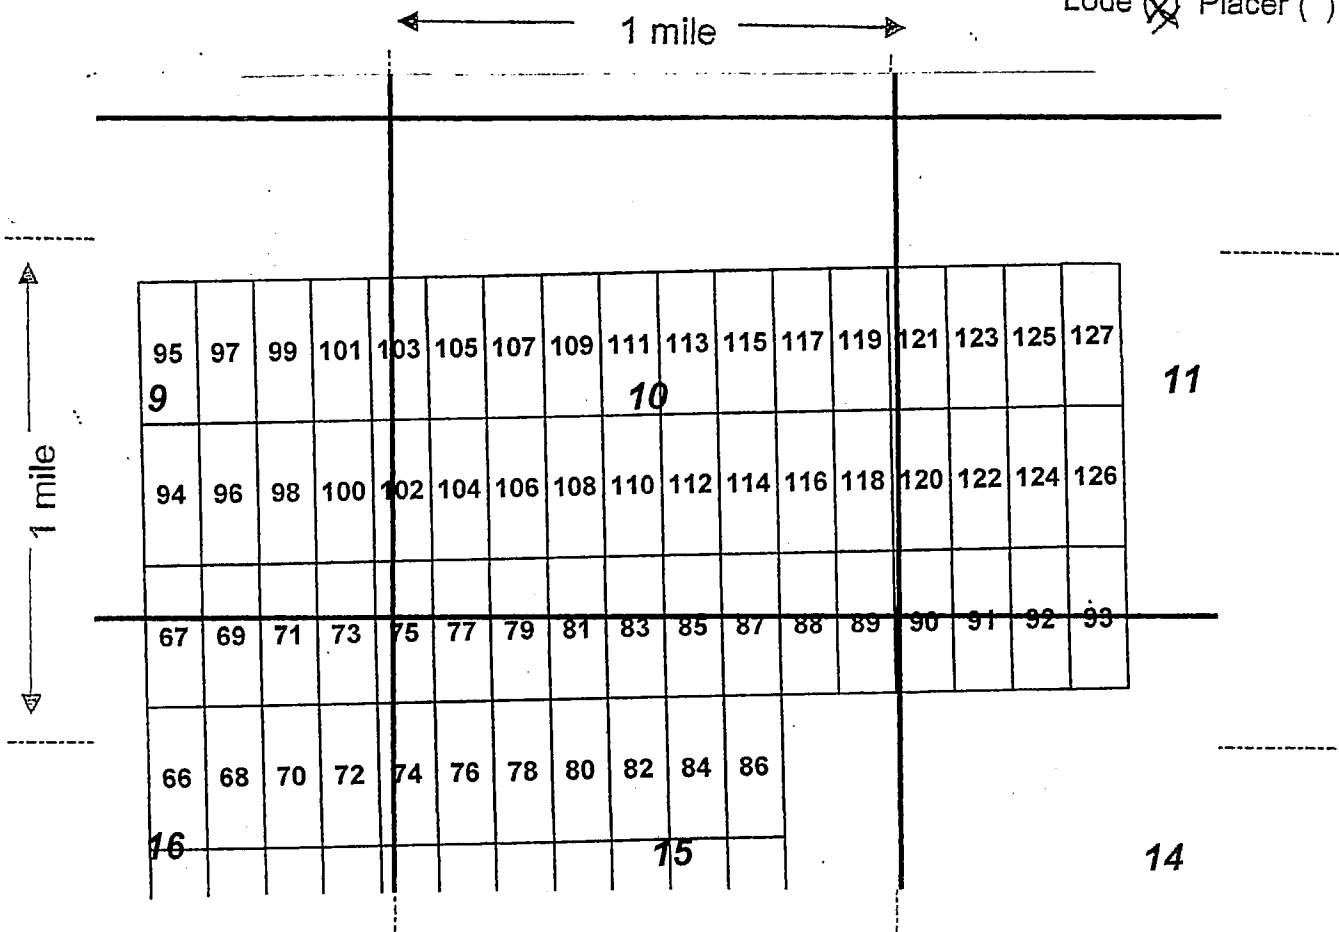 Lode (X) Placer ( )
1 mile
95 97 99 101 103 105 107 109 111 113 115 117 119 121 123 125 127
9 10 11
1 mile
94 96 98 100 102 104 106 108 110 112 114 116 118 120 122 124 126
67 69 71 73 75 77 79 81 83 85 87 88 89 90 91 92 93
66 68 70 72 74 76 78 80 82 84 86
16 15 14